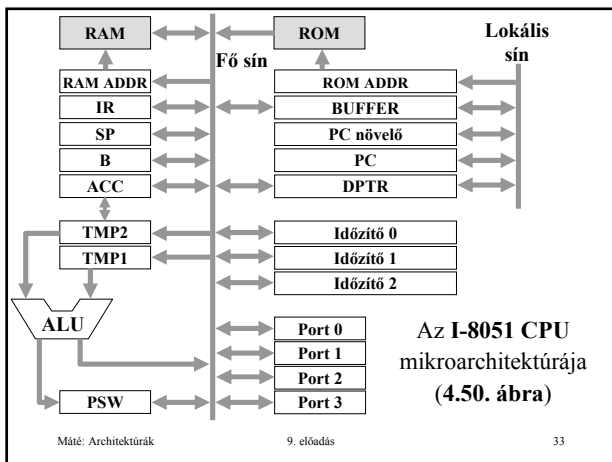 RAM
ROM
Lokális
sín
Fő sín
RAM ADDR
ROM ADDR
IR
BUFFER
SP
PC növelő
B
PC
ACC
DPTR
TMP2
Időzítő 0
TMP1
Időzítő 1
Időzítő 2
ALU
Port 0
Port 1
Port 2
PSW
Port 3
Az I-8051 CPU
mikroarchitektúrája
(4.50. ábra)
Máté: Architektúrák
9. előadás
33